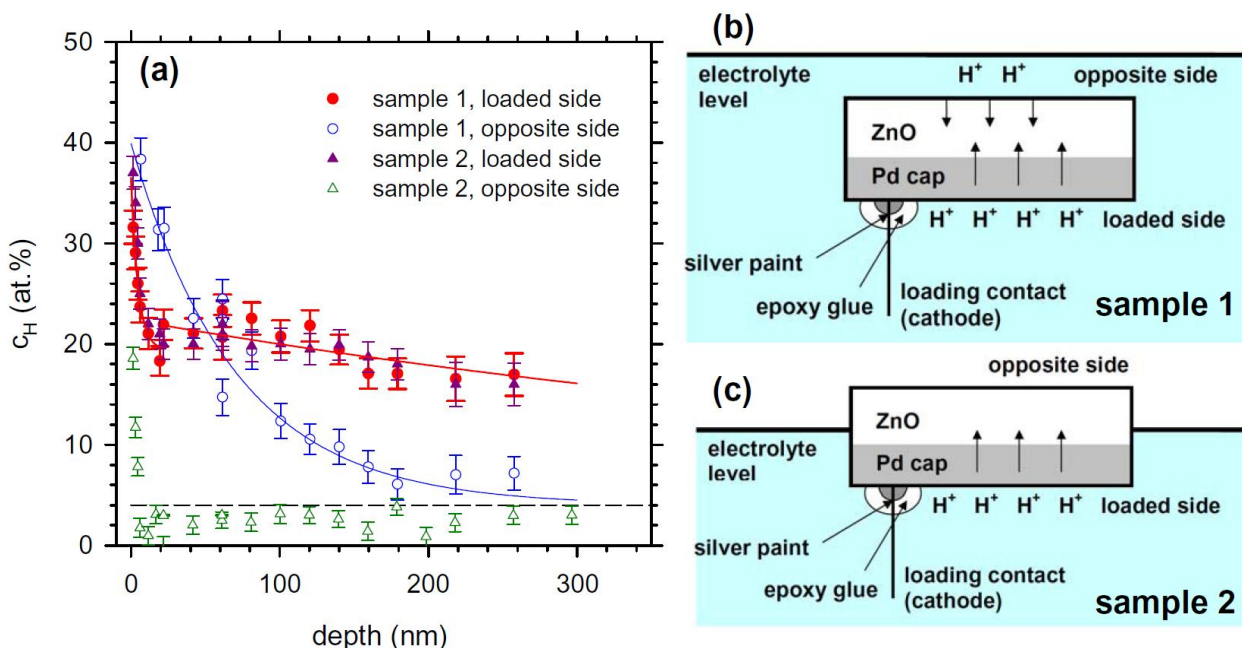 (a)
50
40
30
20
10
0
c_H (at.%)
0
100
200
300
depth (nm)
sample 1, loaded side
sample 1, opposite side
sample 2, loaded side
sample 2, opposite side
(b)
electrolyte
level
H+ H+
opposite side
ZnO
Pd cap
H+ H+ H+ H+
loaded side
silver paint
epoxy glue
loading contact
(cathode)
sample 1
(c)
opposite side
ZnO
electrolyte
level
Pd cap
H+ H+ H+ H+
loaded side
silver paint
epoxy glue
loading contact
(cathode)
sample 2